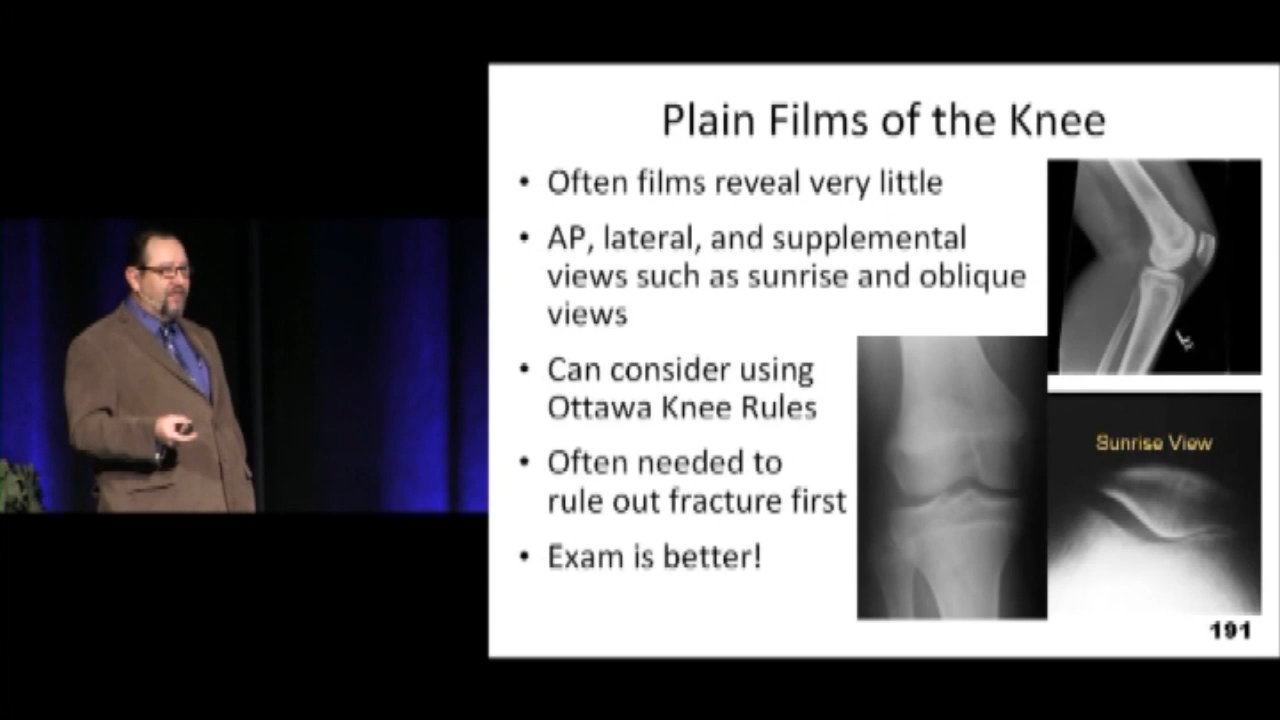 Plain Films of the Knee
• Often films reveal very little
• AP, lateral, and supplemental
views such as sunrise and oblique
views
• Can consider using
Ottawa Knee Rules
• Often needed to
rule out fracture first
• Exam is better!
Sunrise View
191